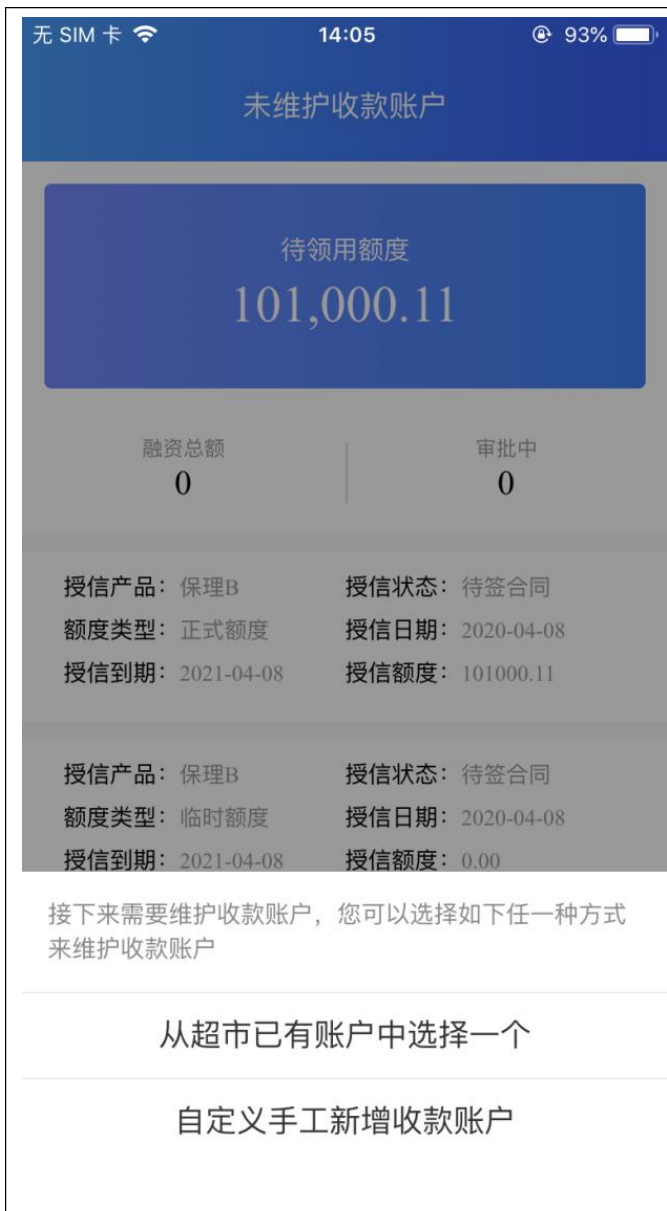 无 SIM 卡 14:05 93%
未维护收款账户
待领用额度
101,000.11
融资总额 审批中
0 0
授信产品：保理B 授信状态：待签合同
额度类型：正式额度 授信日期：2020-04-08
授信到期：2021-04-08 授信额度：101000.11
授信产品：保理B 授信状态：待签合同
额度类型：临时额度 授信日期：2020-04-08
授信到期：2021-04-08 授信额度：0.00
接下来需要维护收款账户，您可以选择如下任一种方式
来维护收款账户
从超市已有账户中选择一个
自定义手工新增收款账户